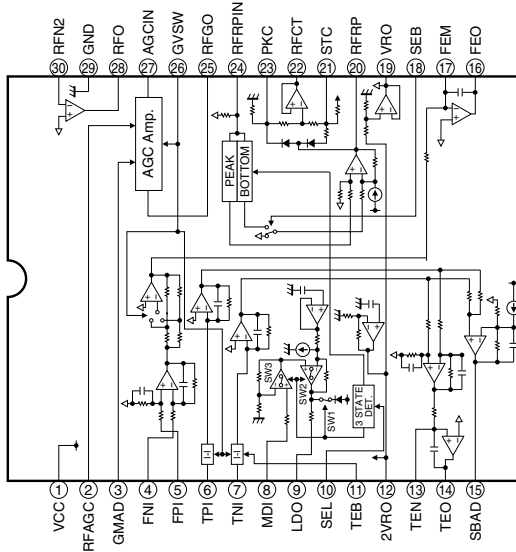 RFN2 GND RFO AGCIN GVSW RFGO RFRPIN PKC RFCT STC RFRP VRO SEB FEM FEO
30 29 28 27 26 25 24 23 22 21 20 19 18 17 16
AGC Amp.
PEAK
BOTTOM
SW3
SW2
SW1
3 STATE
DET.
1 2 3 4 5 6 7 8 9 10 11 12 13 14 15
VCC RFAGC GMAD FNI FPI TPI TNI MDI LDO SEL TEB 2VRO TEN TEO SBAD